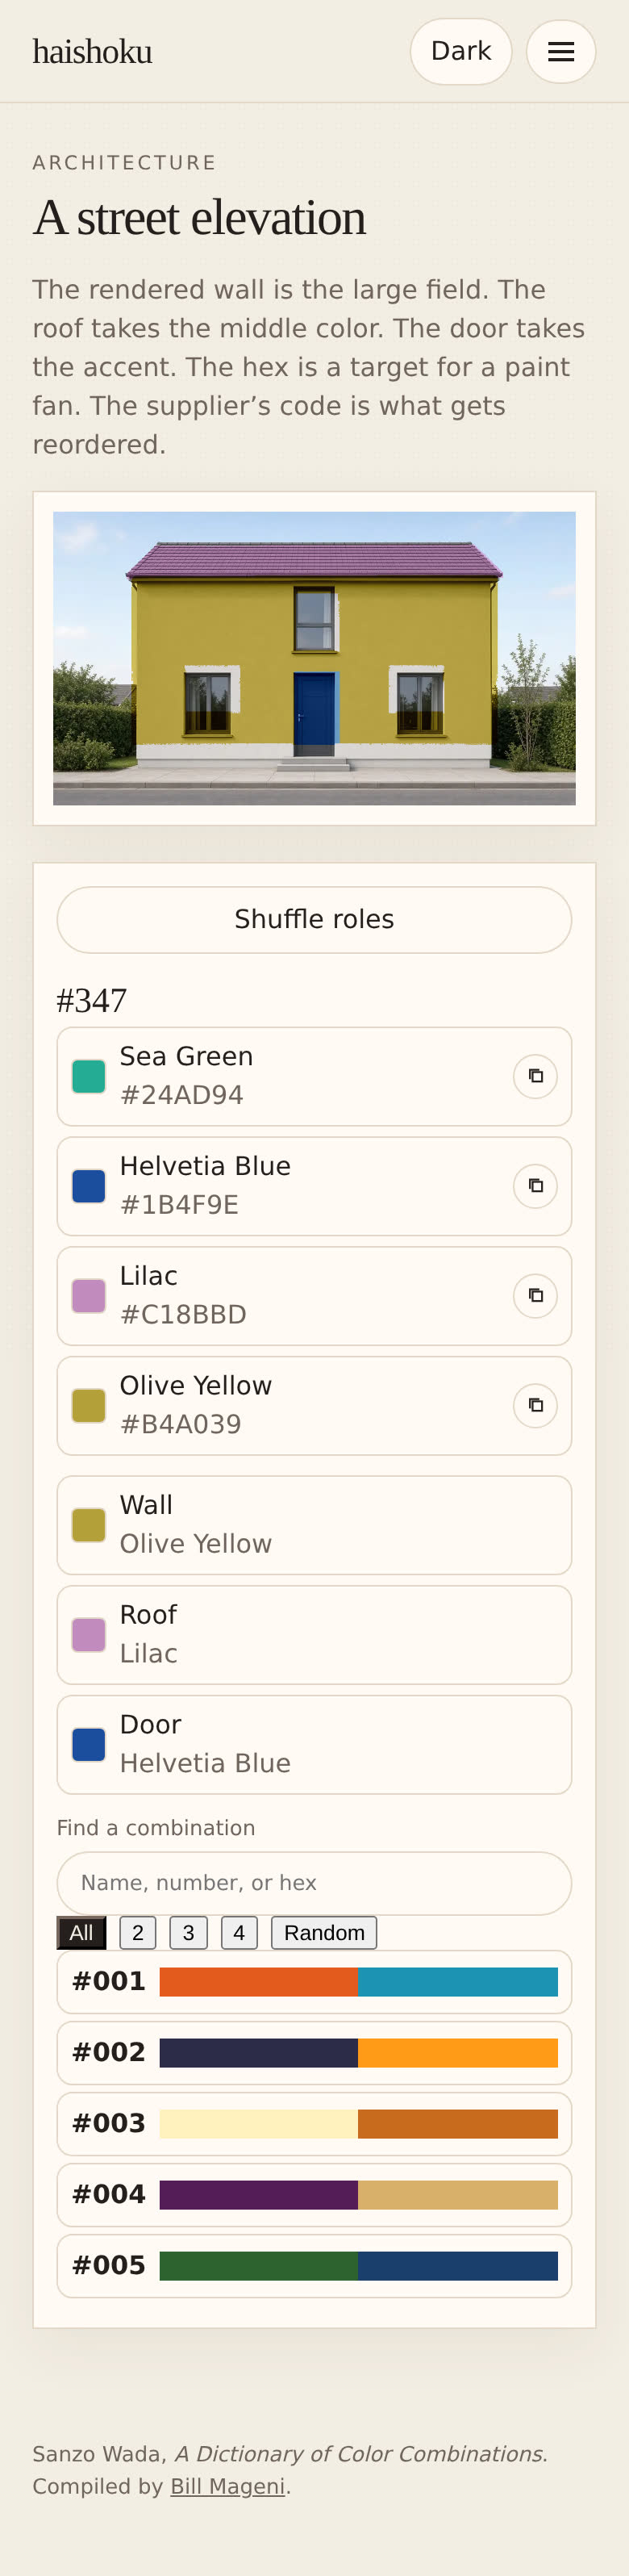 haishoku
Dark
ARCHITECTURE
A street elevation
The rendered wall is the large field. The
roof takes the middle color. The door takes
the accent. The hex is a target for a paint
fan. The supplier’s code is what gets
reordered.
Shuffle roles
#347
Sea Green
#24AD94
Helvetia Blue
#1B4F9E
Lilac
#C18BBD
Olive Yellow
#B4A039
Wall
Olive Yellow
Roof
Lilac
Door
Helvetia Blue
Find a combination
Name, number, or hex
All 2 3 4 Random
#001
#002
#003
#004
#005
Sanzo Wada, A Dictionary of Color Combinations.
Compiled by Bill Mageni.